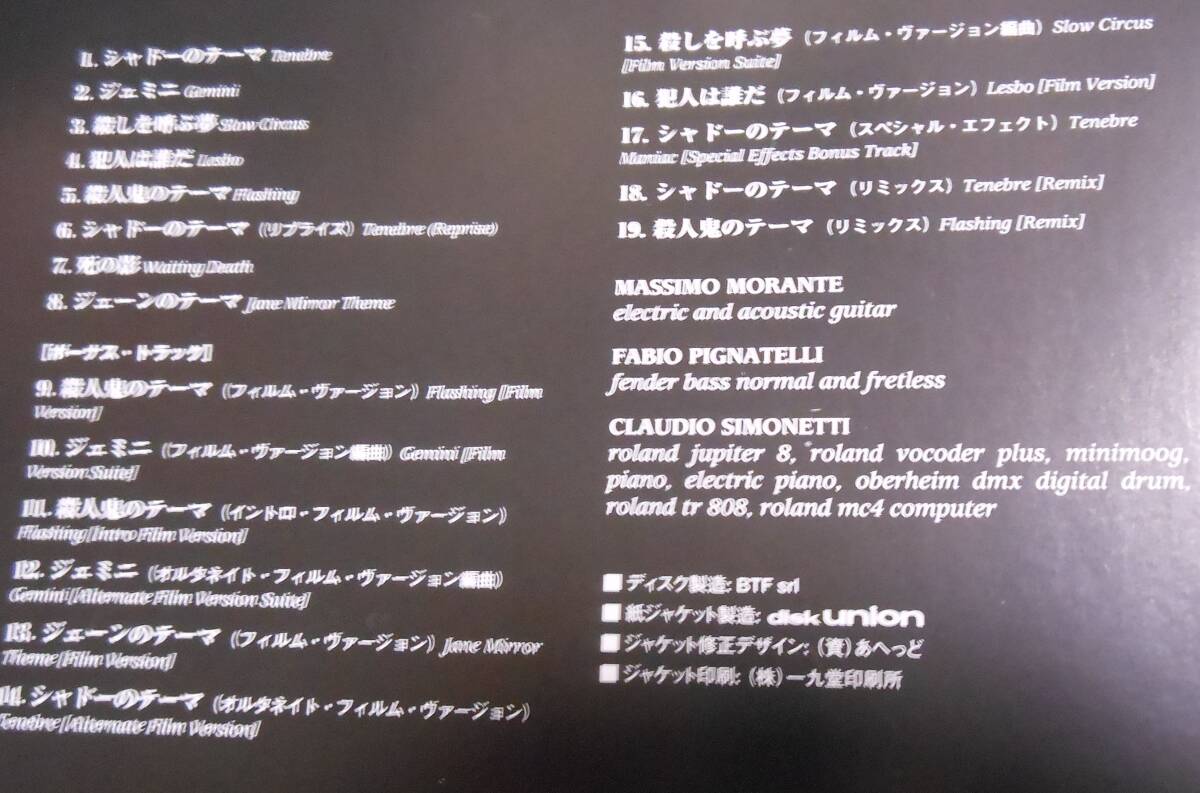 1. シャドーのテーマ Tenebre
2. ジェミニ Gemini
3. 殺しを呼ぶ夢 Slow Circus
4. 犯人は誰だ Lesbo
5. 殺人鬼のテーマ Flashing
6. シャドーのテーマ（リプライズ）Tenebre (Reprise)
7. 死の影 Waiting Death
8. ジェーンのテーマ Jane Mirror Theme
［ボーナス・トラック］
9. 殺人鬼のテーマ（フィルム・ヴァージョン）Flashing [Film
Version]
10. ジェミニ（フィルム・ヴァージョン編曲）Gemini [Film
Version Suite]
11. 殺人鬼のテーマ（イントロ・フィルム・ヴァージョン）
Flashing [Intro Film Version]
12. ジェミニ（オルタネイト・フィルム・ヴァージョン編曲）
Gemini [Alternate Film Version Suite]
13. ジェーンのテーマ（フィルム・ヴァージョン）Jane Mirror
Theme [Film Version]
14. シャドーのテーマ（オルタネイト・フィルム・ヴァージョン）
Tenebre [Alternate Film Version]
15. 殺しを呼ぶ夢（フィルム・ヴァージョン編曲）Slow Circus
[Film Version Suite]
16. 犯人は誰だ（フィルム・ヴァージョン）Lesbo [Film Version]
17. シャドーのテーマ（スペシャル・エフェクト）Tenebre
Maniac [Special Effects Bonus Track]
18. シャドーのテーマ（リミックス）Tenebre [Remix]
19. 殺人鬼のテーマ（リミックス）Flashing [Remix]
MASSIMO MORANTE
electric and acoustic guitar
FABIO PIGNATELLI
fender bass normal and fretless
CLAUDIO SIMONETTI
roland jupiter 8, roland vocoder plus, minimoog,
piano, electric piano, oberheim dmx digital drum,
roland tr 808, roland mc4 computer
■ディスク製造: BTF srl
■紙ジャケット製造: disk union
■ジャケット修正デザイン:（資）あへっど
■ジャケット印刷:（株）一九堂印刷所